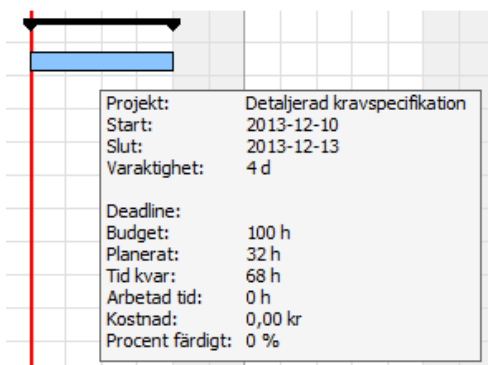 Projekt: Detaljerad kravspecifikation
Start: 2013-12-10
Slut: 2013-12-13
Varaktighet: 4 d
Deadline:
Budget: 100 h
Planerat: 32 h
Tid kvar: 68 h
Arbetad tid: 0 h
Kostnad: 0,00 kr
Procent färdigt: 0 %